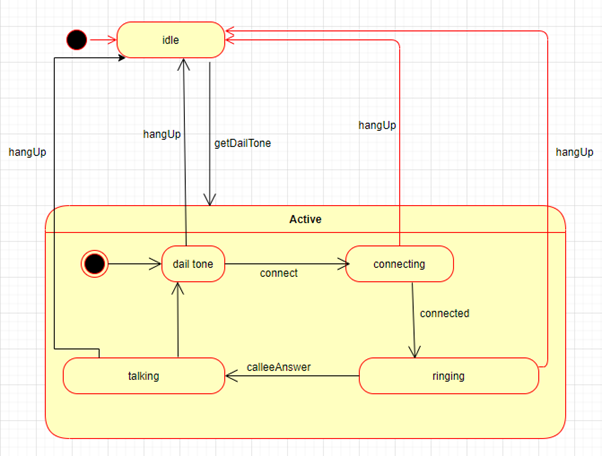 idle
hangUp
getDailTone
hangUp
hangUp
hangUp
Active
dail tone
connect
connecting
connected
talking
calleeAnswer
ringing